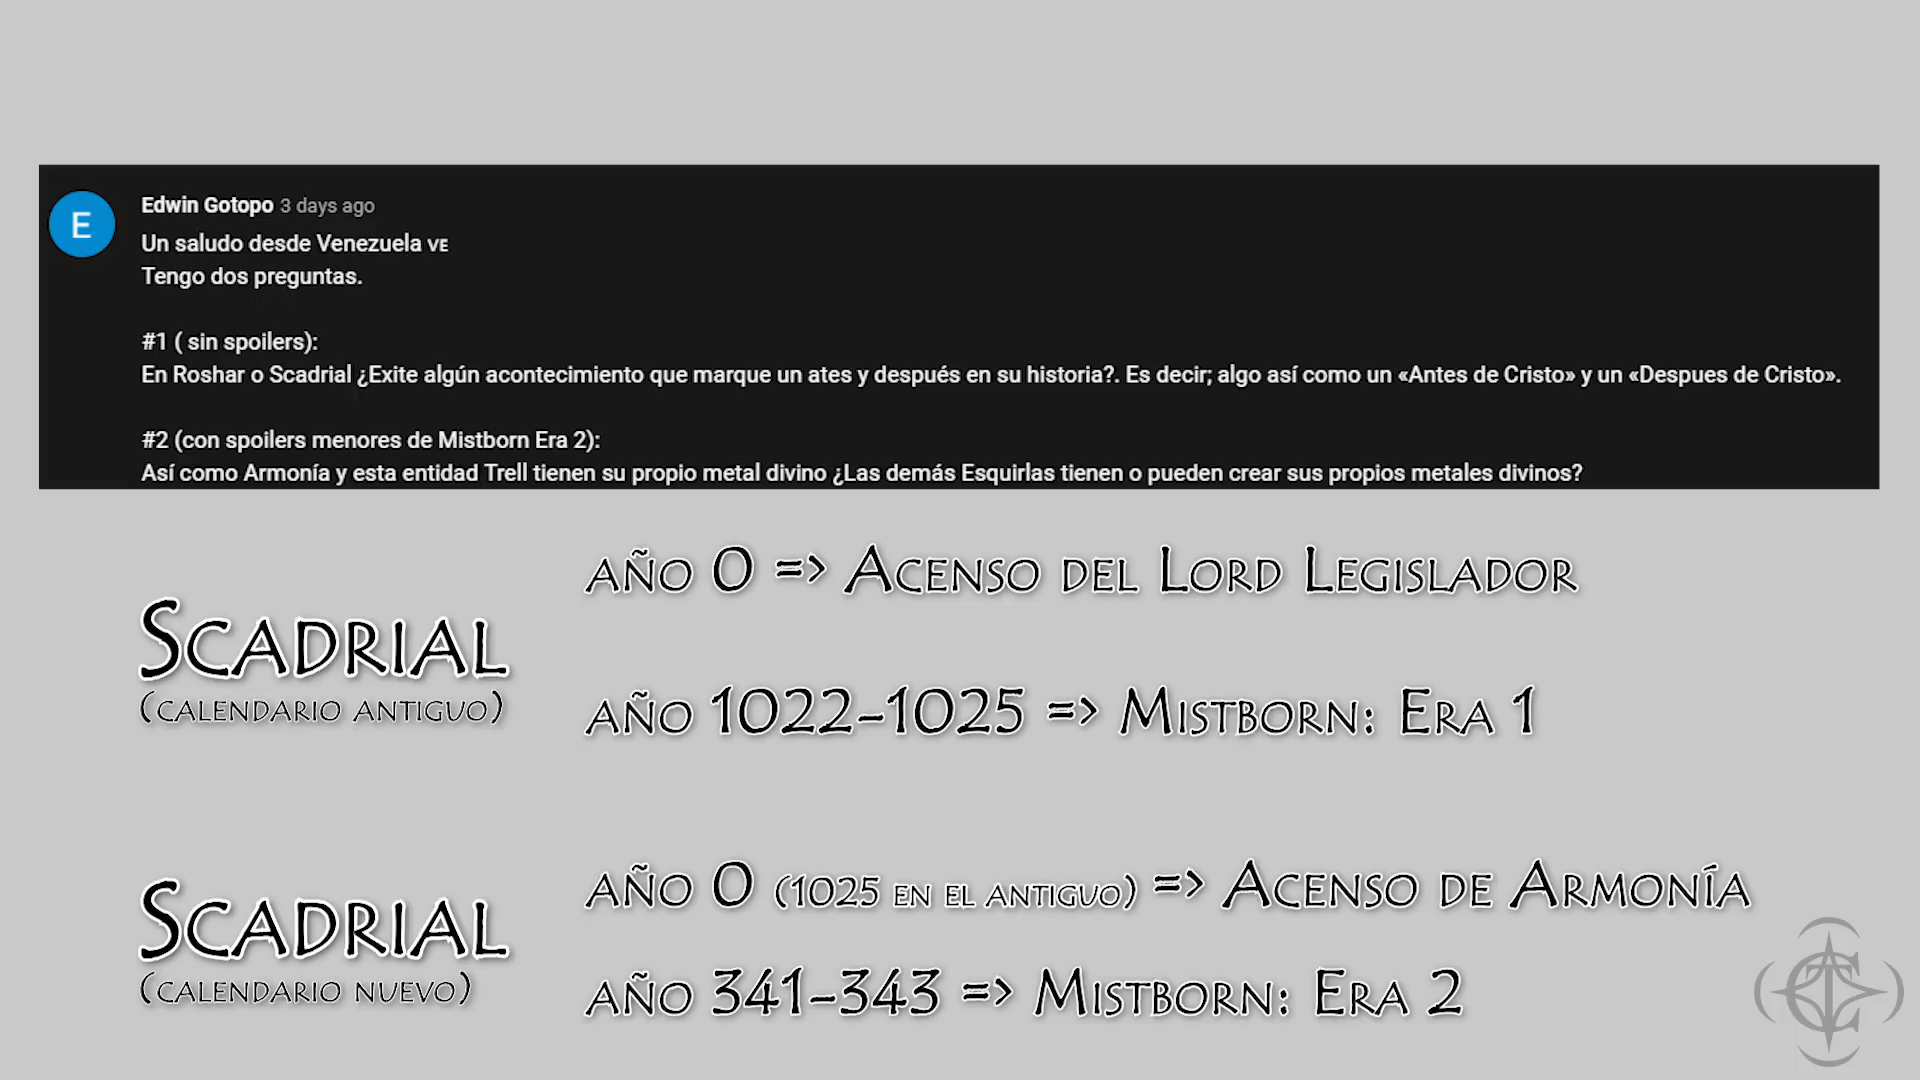 E
Edwin Gotopo 3 days ago
Un saludo desde Venezuela VE
Tengo dos preguntas.
#1 ( sin spoilers):
En Roshar o Scadrial ¿Exite algún acontecimiento que marque un ates y después en su historia?. Es decir; algo así como un «Antes de Cristo» y un «Despues de Cristo».
#2 (con spoilers menores de Mistborn Era 2):
Así como Armonía y esta entidad Trell tienen su propio metal divino ¿Las demás Esquirlas tienen o pueden crear sus propios metales divinos?
Scadrial
(calendario antiguo)
año 0 => Acenso del Lord Legislador
año 1022-1025 => Mistborn: Era 1
Scadrial
(calendario nuevo)
año 0 (1025 en el antiguo) => Acenso de Armonía
año 341-343 => Mistborn: Era 2